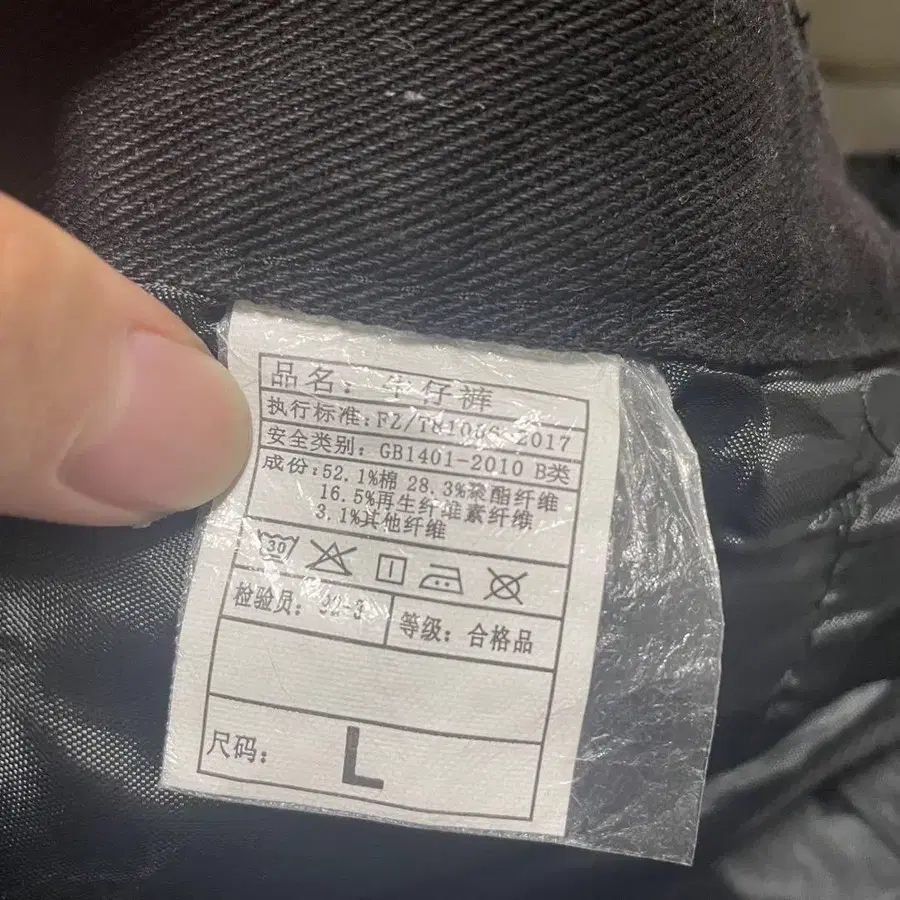 品名：牛仔裤
执行标准：FZ/T81006-2017
安全类别：GB1401-2010 B类
成份：52.1%棉 28.3%聚酯纤维
16.5%再生纤维素纤维
3.1%其他纤维
30
检验员：
等级：合格品
尺码：L